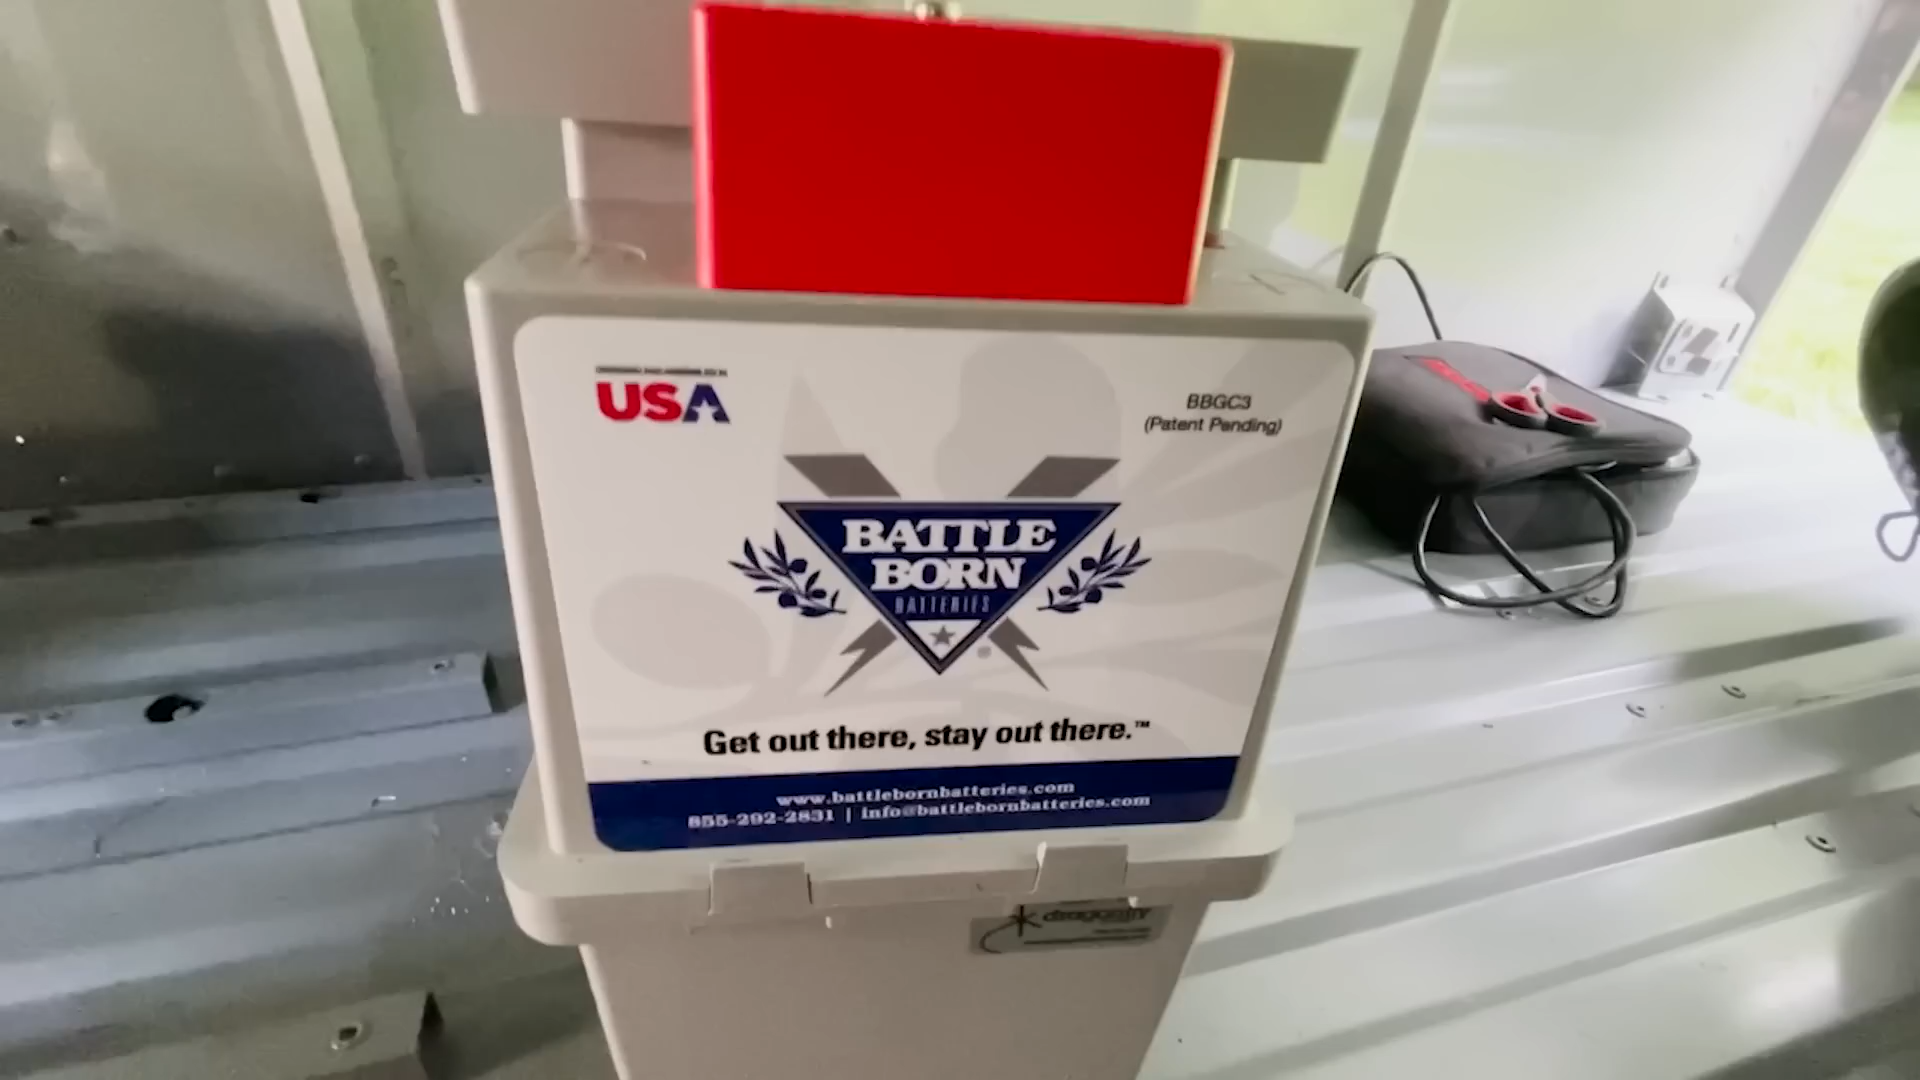 USA
BBGC3
(Patent Pending)
BATTLE
BORN
BATTERIES
Get out there, stay out there.™
www.battlebornbatteries.com
855-292-2831 | info@battlebornbatteries.com
dragonfly